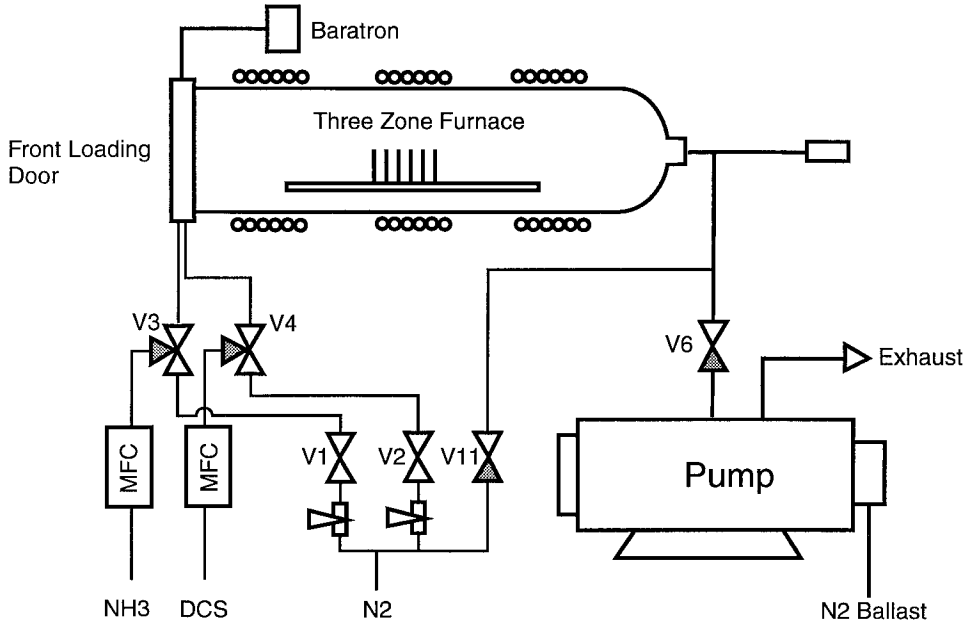 Baratron
Three Zone Furnace
Front Loading
Door
V3
V4
V6
Exhaust
MFC
MFC
V1
V2
V11
Pump
NH3
DCS
N2
N2 Ballast